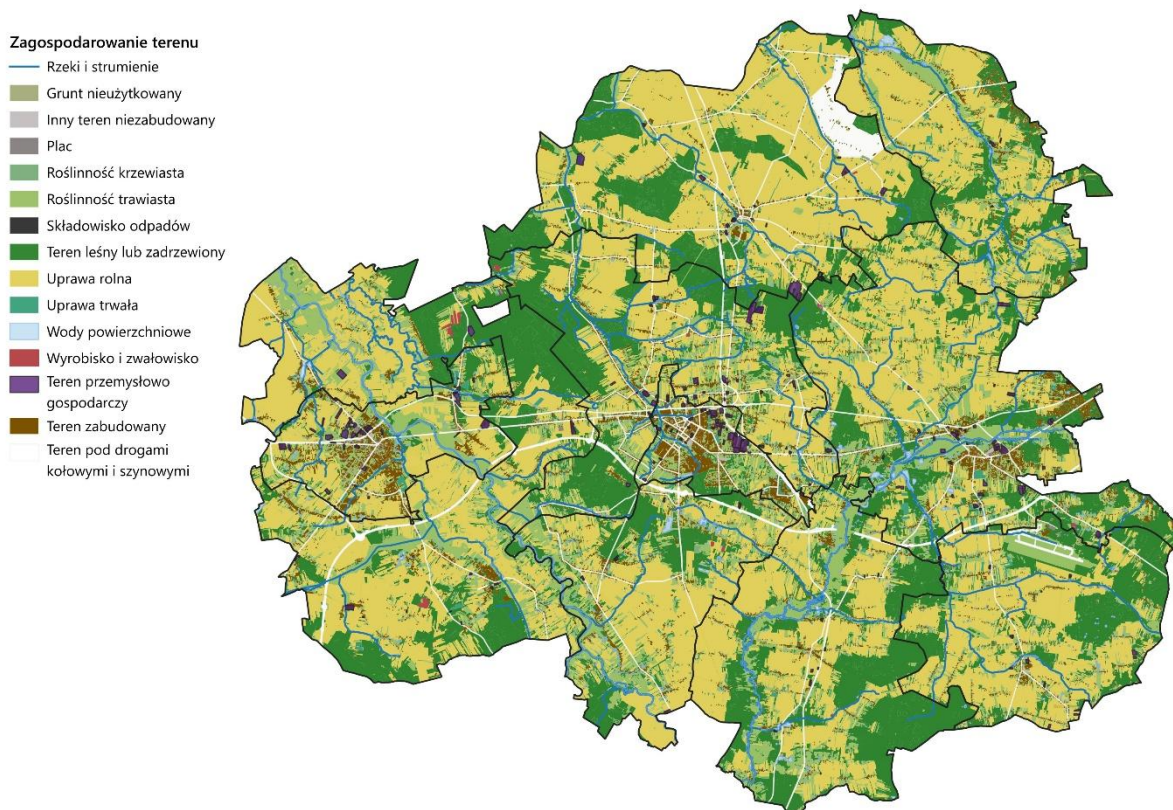 Zagospodarowanie terenu
Rzeki i strumienie
Grunt nieużytkowany
Inny teren niezabudowany
Plac
Roślinność krzewiasta
Roślinność trawiasta
Składowisko odpadów
Teren leśny lub zadrzewiony
Uprawa rolna
Uprawa trwała
Wody powierzchniowe
Wyrobisko i zwałowisko
Teren przemysłowo
gospodarczy
Teren zabudowany
Teren pod drogami
kołowymi i szynowymi